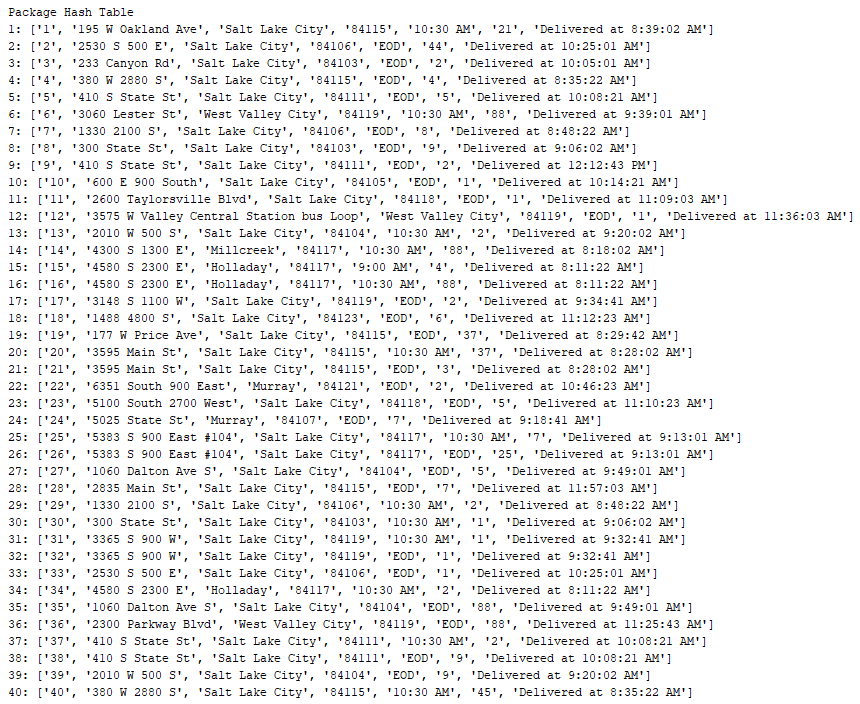 Package Hash Table
1: ['1', '195 W Oakland Ave', 'Salt Lake City', '84115', '10:30 AM', '21', 'Delivered at 8:39:02 AM']
2: ['2', '2530 S 500 E', 'Salt Lake City', '84106', 'EOD', '44', 'Delivered at 10:25:01 AM']
3: ['3', '233 Canyon Rd', 'Salt Lake City', '84103', 'EOD', '2', 'Delivered at 10:05:01 AM']
4: ['4', '380 W 2880 S', 'Salt Lake City', '84115', 'EOD', '4', 'Delivered at 8:35:22 AM']
5: ['5', '410 S State St', 'Salt Lake City', '84111', 'EOD', '5', 'Delivered at 10:08:21 AM']
6: ['6', '3060 Lester St', 'West Valley City', '84119', '10:30 AM', '88', 'Delivered at 9:39:01 AM']
7: ['7', '1330 2100 S', 'Salt Lake City', '84106', 'EOD', '8', 'Delivered at 8:48:22 AM']
8: ['8', '300 State St', 'Salt Lake City', '84103', 'EOD', '9', 'Delivered at 9:06:02 AM']
9: ['9', '410 S State St', 'Salt Lake City', '84111', 'EOD', '2', 'Delivered at 12:12:43 PM']
10: ['10', '600 E 900 South', 'Salt Lake City', '84105', 'EOD', '1', 'Delivered at 10:14:21 AM']
11: ['11', '2600 Taylorsville Blvd', 'Salt Lake City', '84118', 'EOD', '1', 'Delivered at 11:09:03 AM']
12: ['12', '3575 W Valley Central Station bus Loop', 'West Valley City', '84119', 'EOD', '1', 'Delivered at 11:36:03 AM']
13: ['13', '2010 W 500 S', 'Salt Lake City', '84104', '10:30 AM', '2', 'Delivered at 9:20:02 AM']
14: ['14', '4300 S 1300 E', 'Millcreek', '84117', '10:30 AM', '88', 'Delivered at 8:18:02 AM']
15: ['15', '4580 S 2300 E', 'Holladay', '84117', '9:00 AM', '4', 'Delivered at 8:11:22 AM']
16: ['16', '4580 S 2300 E', 'Holladay', '84117', '10:30 AM', '88', 'Delivered at 8:11:22 AM']
17: ['17', '3148 S 1100 W', 'Salt Lake City', '84119', 'EOD', '2', 'Delivered at 9:34:41 AM']
18: ['18', '1488 4800 S', 'Salt Lake City', '84123', 'EOD', '6', 'Delivered at 11:12:23 AM']
19: ['19', '177 W Price Ave', 'Salt Lake City', '84115', 'EOD', '37', 'Delivered at 8:29:42 AM']
20: ['20', '3595 Main St', 'Salt Lake City', '84115', '10:30 AM', '37', 'Delivered at 8:28:02 AM']
21: ['21', '3595 Main St', 'Salt Lake City', '84115', 'EOD', '3', 'Delivered at 8:28:02 AM']
22: ['22', '6351 South 900 East', 'Murray', '84121', 'EOD', '2', 'Delivered at 10:46:23 AM']
23: ['23', '5100 South 2700 West', 'Salt Lake City', '84118', 'EOD', '5', 'Delivered at 11:10:23 AM']
24: ['24', '5025 State St', 'Murray', '84107', 'EOD', '7', 'Delivered at 9:18:41 AM']
25: ['25', '5383 S 900 East #104', 'Salt Lake City', '84117', '10:30 AM', '7', 'Delivered at 9:13:01 AM']
26: ['26', '5383 S 900 East #104', 'Salt Lake City', '84117', 'EOD', '25', 'Delivered at 9:13:01 AM']
27: ['27', '1060 Dalton Ave S', 'Salt Lake City', '84104', 'EOD', '5', 'Delivered at 9:49:01 AM']
28: ['28', '2835 Main St', 'Salt Lake City', '84115', 'EOD', '7', 'Delivered at 11:57:03 AM']
29: ['29', '1330 2100 S', 'Salt Lake City', '84106', '10:30 AM', '2', 'Delivered at 8:48:22 AM']
30: ['30', '300 State St', 'Salt Lake City', '84103', '10:30 AM', '1', 'Delivered at 9:06:02 AM']
31: ['31', '3365 S 900 W', 'Salt Lake City', '84119', '10:30 AM', '1', 'Delivered at 9:32:41 AM']
32: ['32', '3365 S 900 W', 'Salt Lake City', '84119', 'EOD', '1', 'Delivered at 9:32:41 AM']
33: ['33', '2530 S 500 E', 'Salt Lake City', '84106', 'EOD', '1', 'Delivered at 10:25:01 AM']
34: ['34', '4580 S 2300 E', 'Holladay', '84117', '10:30 AM', '2', 'Delivered at 8:11:22 AM']
35: ['35', '1060 Dalton Ave S', 'Salt Lake City', '84104', 'EOD', '88', 'Delivered at 9:49:01 AM']
36: ['36', '2300 Parkway Blvd', 'West Valley City', '84119', 'EOD', '88', 'Delivered at 11:25:43 AM']
37: ['37', '410 S State St', 'Salt Lake City', '84111', '10:30 AM', '2', 'Delivered at 10:08:21 AM']
38: ['38', '410 S State St', 'Salt Lake City', '84111', 'EOD', '9', 'Delivered at 10:08:21 AM']
39: ['39', '2010 W 500 S', 'Salt Lake City', '84104', 'EOD', '9', 'Delivered at 9:20:02 AM']
40: ['40', '380 W 2880 S', 'Salt Lake City', '84115', '10:30 AM', '45', 'Delivered at 8:35:22 AM']